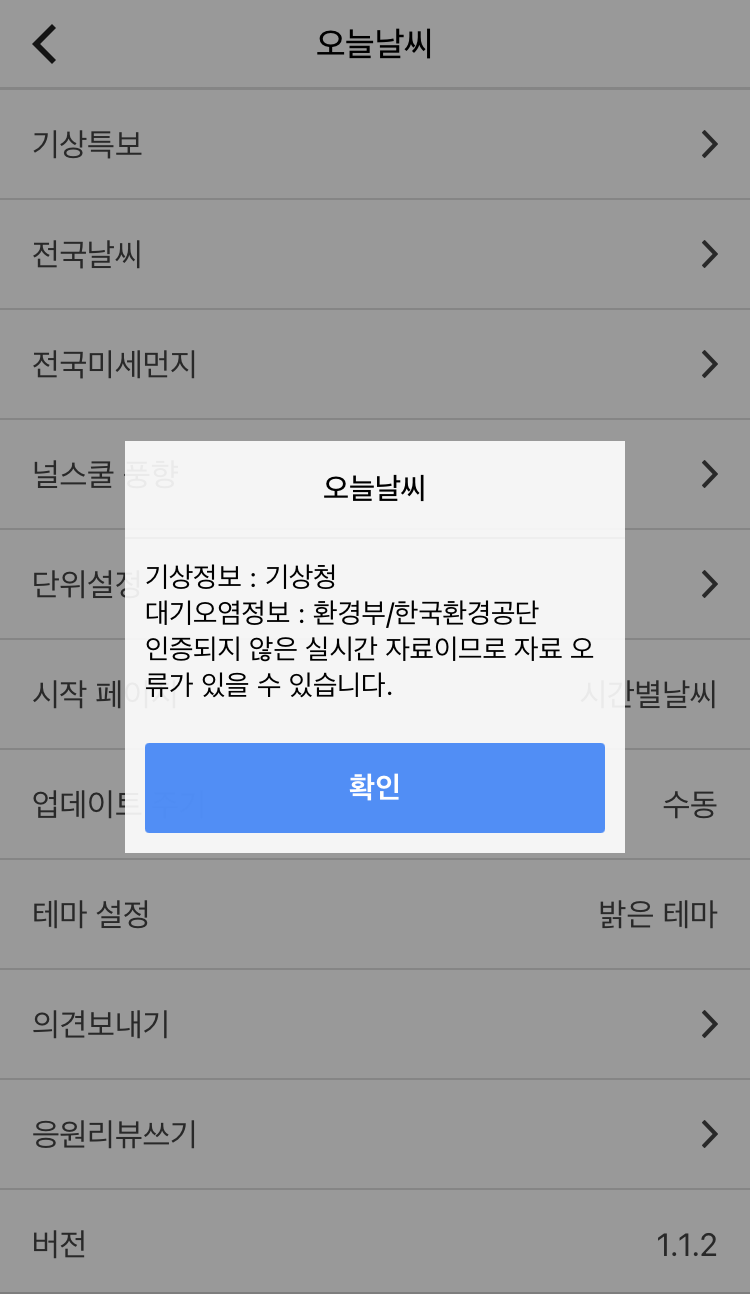 오늘날씨
기상특보
전국날씨
전국미세먼지
널스쿨 풍향
단위설정
시작 페이지 시간별날씨
업데이트 주기 수동
오늘날씨
기상정보 : 기상청
대기오염정보 : 환경부/한국환경공단
인증되지 않은 실시간 자료이므로 자료 오
류가 있을 수 있습니다.
확인
테마 설정 밝은 테마
의견보내기
응원리뷰쓰기
버전 1.1.2